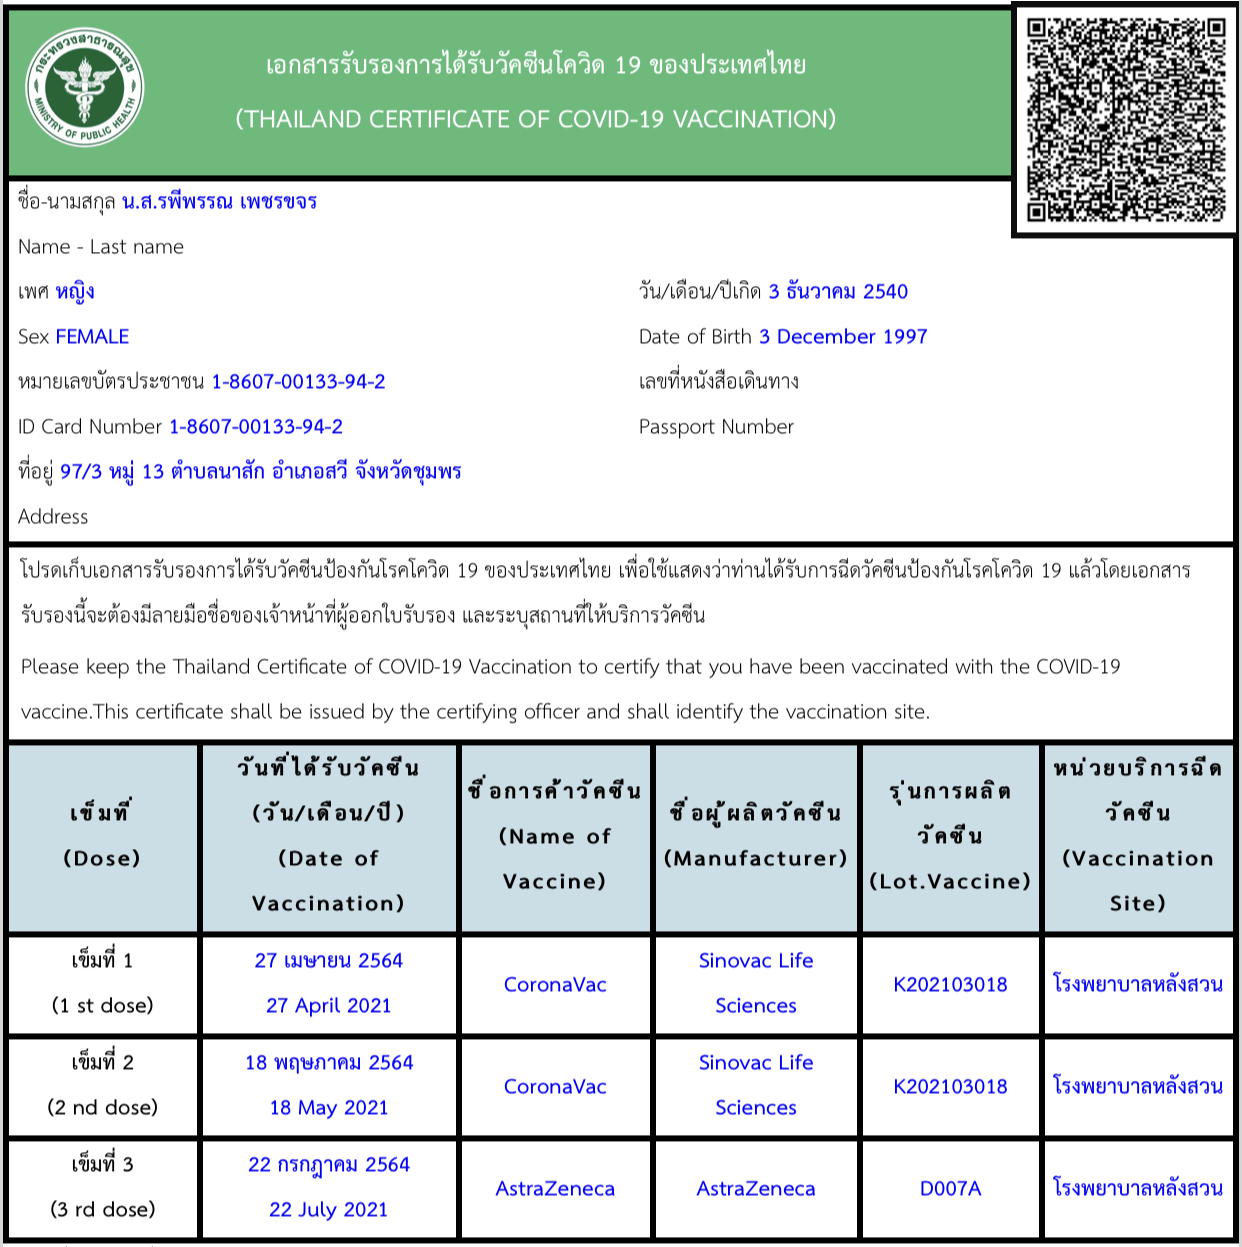 กระทรวงสาธารณสุข
MINISTRY OF PUBLIC HEALTH
เอกสารรับรองการได้รับวัคซีนโควิด 19 ของประเทศไทย
(THAILAND CERTIFICATE OF COVID-19 VACCINATION)
ชื่อ-นามสกุล น.ส.รพีพรรณ เพชรขจร
Name - Last name
เพศ หญิง
วัน/เดือน/ปีเกิด 3 ธันวาคม 2540
Sex FEMALE
Date of Birth 3 December 1997
หมายเลขบัตรประชาชน 1-8607-00133-94-2
เลขที่หนังสือเดินทาง
ID Card Number 1-8607-00133-94-2
Passport Number
ที่อยู่ 97/3 หมู่ 13 ตำบลนาสัก อำเภอสวี จังหวัดชุมพร
Address
โปรดเก็บเอกสารรับรองการได้รับวัคซีนป้องกันโรคโควิด 19 ของประเทศไทย เพื่อใช้แสดงว่าท่านได้รับการฉีดวัคซีนป้องกันโรคโควิด 19 แล้วโดยเอกสาร
รับรองนี้จะต้องมีลายมือชื่อของเจ้าหน้าที่ผู้ออกใบรับรอง และระบุสถานที่ให้บริการวัคซีน
Please keep the Thailand Certificate of COVID-19 Vaccination to certify that you have been vaccinated with the COVID-19
vaccine.This certificate shall be issued by the certifying officer and shall identify the vaccination site.
เข็มที่
(Dose)
วันที่ได้รับวัคซีน
(วัน/เดือน/ปี)
(Date of
Vaccination)
ชื่อการค้าวัคซีน
(Name of
Vaccine)
ชื่อผู้ผลิตวัคซีน
(Manufacturer)
รุ่นการผลิต
วัคซีน
(Lot.Vaccine)
หน่วยบริการฉีด
วัคซีน
(Vaccination
Site)
เข็มที่ 1
(1 st dose)
27 เมษายน 2564
27 April 2021
CoronaVac
Sinovac Life
Sciences
K202103018
โรงพยาบาลหลังสวน
เข็มที่ 2
(2 nd dose)
18 พฤษภาคม 2564
18 May 2021
CoronaVac
Sinovac Life
Sciences
K202103018
โรงพยาบาลหลังสวน
เข็มที่ 3
(3 rd dose)
22 กรกฎาคม 2564
22 July 2021
AstraZeneca
AstraZeneca
D007A
โรงพยาบาลหลังสวน